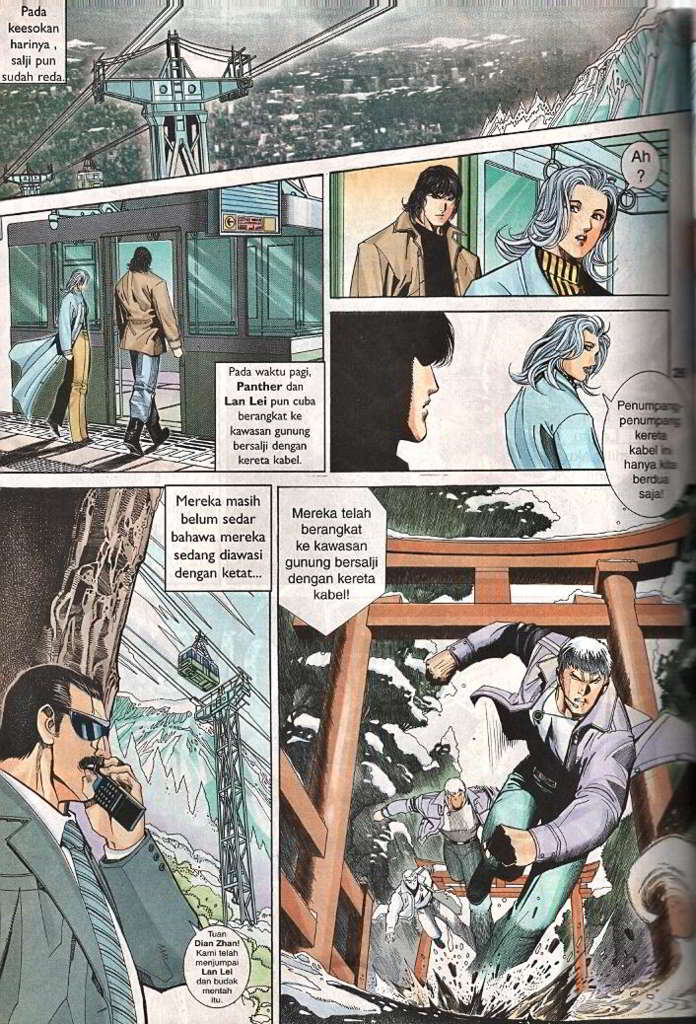 Pada
keesokan
harinya ,
salji pun
sudah reda.
Ah
?
Pada waktu pagi,
Panther dan
Lan Lei pun cuba
berangkat ke
kawasan gunung
bersalji dengan
kereta kabel.
Penumpang-
penumpang
kereta
kabel ini
hanya kita
berdua
saja!
Mereka masih
belum sedar
bahawa mereka
sedang diawasi
dengan ketat...
Mereka telah
berangkat
ke kawasan
gunung bersalji
dengan kereta
kabel!
Tuan
Dian Zhan!
Kami telah
menjumpai
Lan Lei
dan budak
mentah
itu.